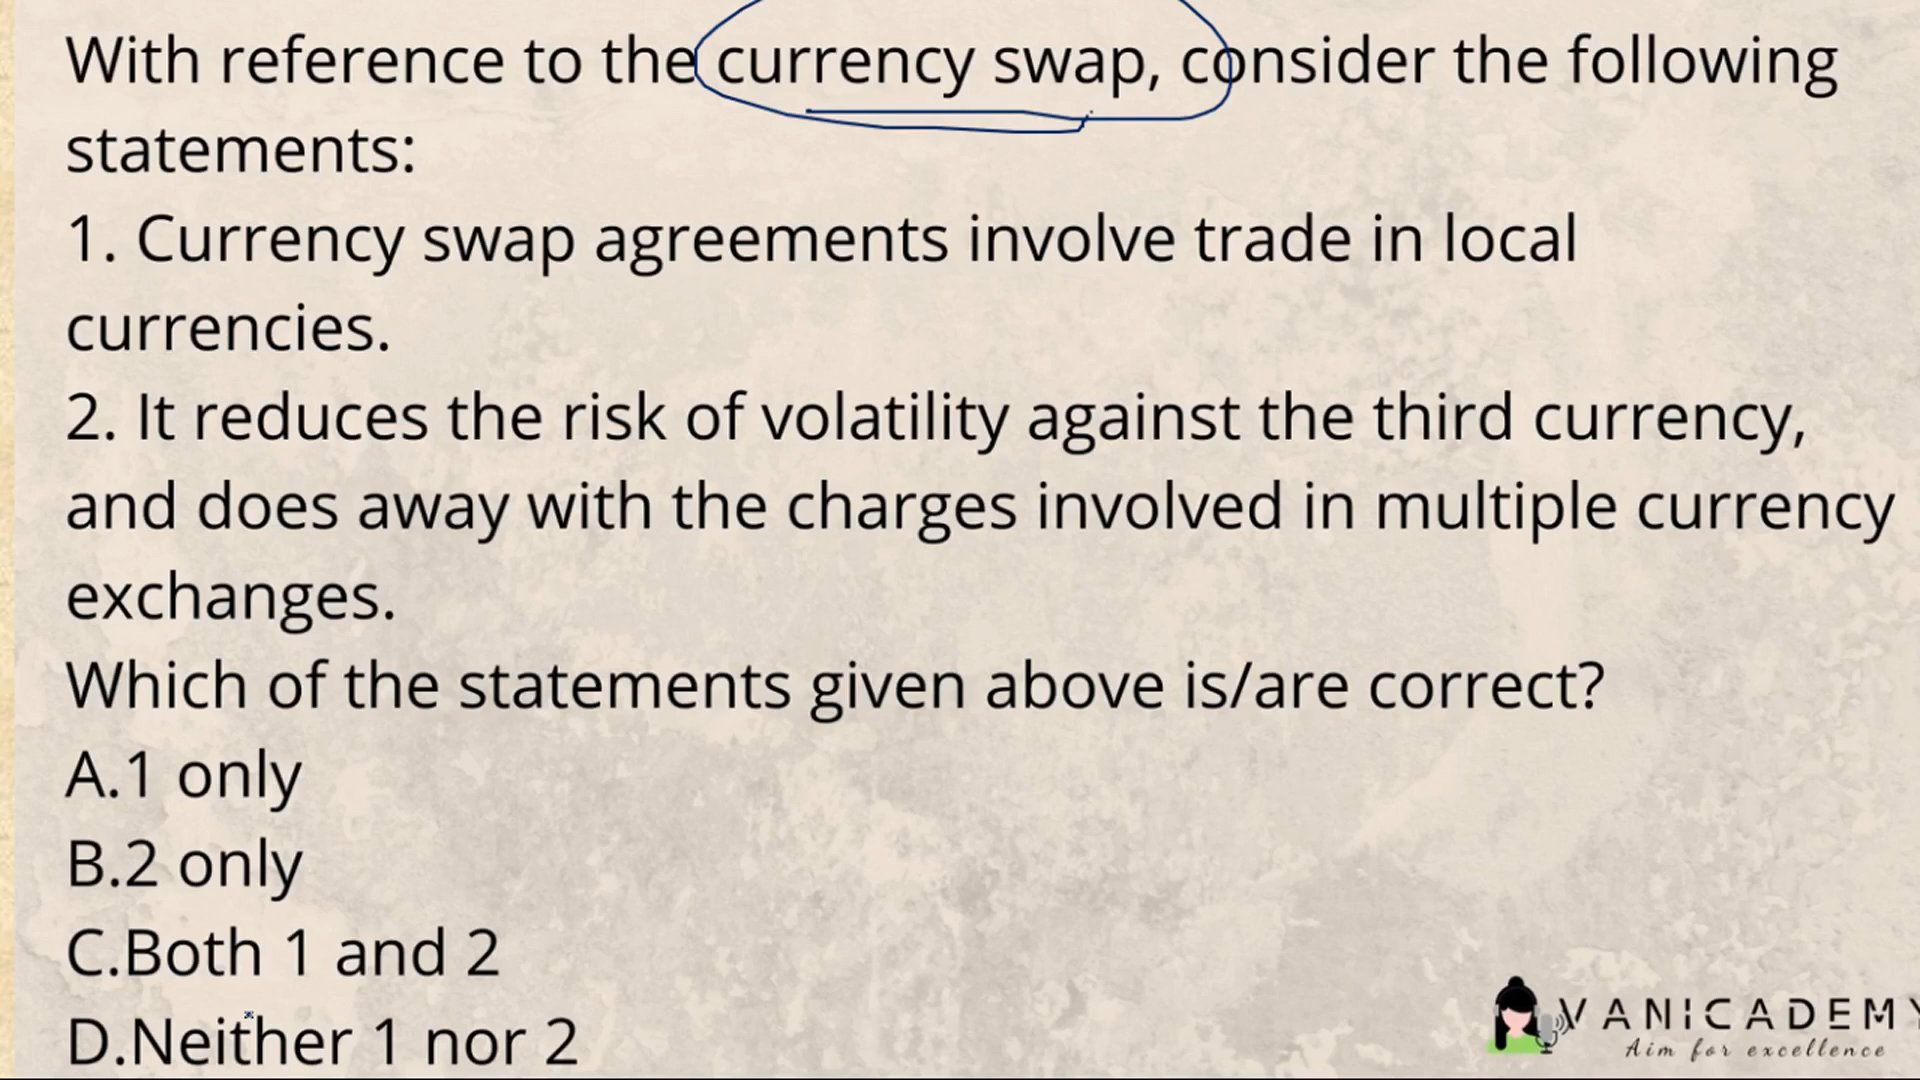 With reference to the currency swap, consider the following
statements:
1. Currency swap agreements involve trade in local
currencies.
2. It reduces the risk of volatility against the third currency,
and does away with the charges involved in multiple currency
exchanges.
Which of the statements given above is/are correct?
A.1 only
B.2 only
C.Both 1 and 2
D.Neither 1 nor 2
VANICADEMY
Aim for excellence